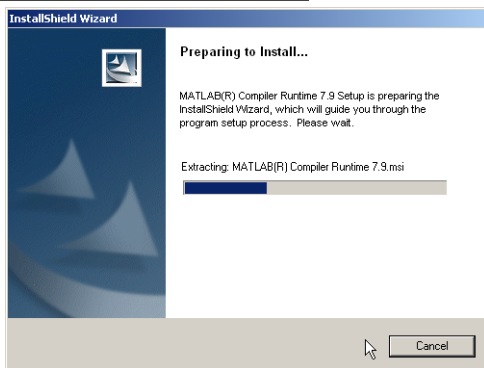 InstallShield Wizard
Preparing to Install...
MATLAB(R) Compiler Runtime 7.9 Setup is preparing the
InstallShield Wizard, which will guide you through the
program setup process. Please wait.
Extracting: MATLAB(R) Compiler Runtime 7.9.msi
Cancel